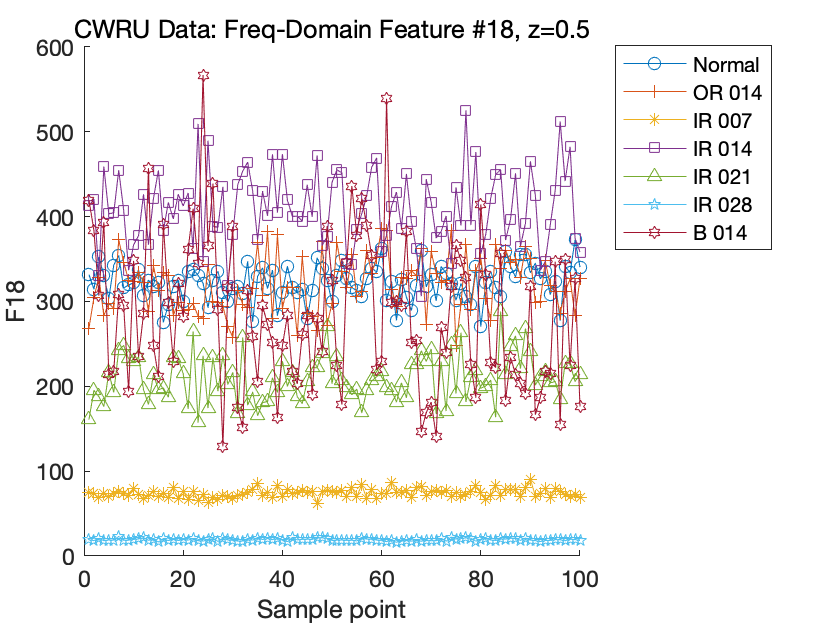 CWRU Data: Freq-Domain Feature #18, z=0.5
600
500
400
300
200
100
0
F18
0
20
40
60
80
100
Sample point
Normal
OR 014
IR 007
IR 014
IR 021
IR 028
B 014